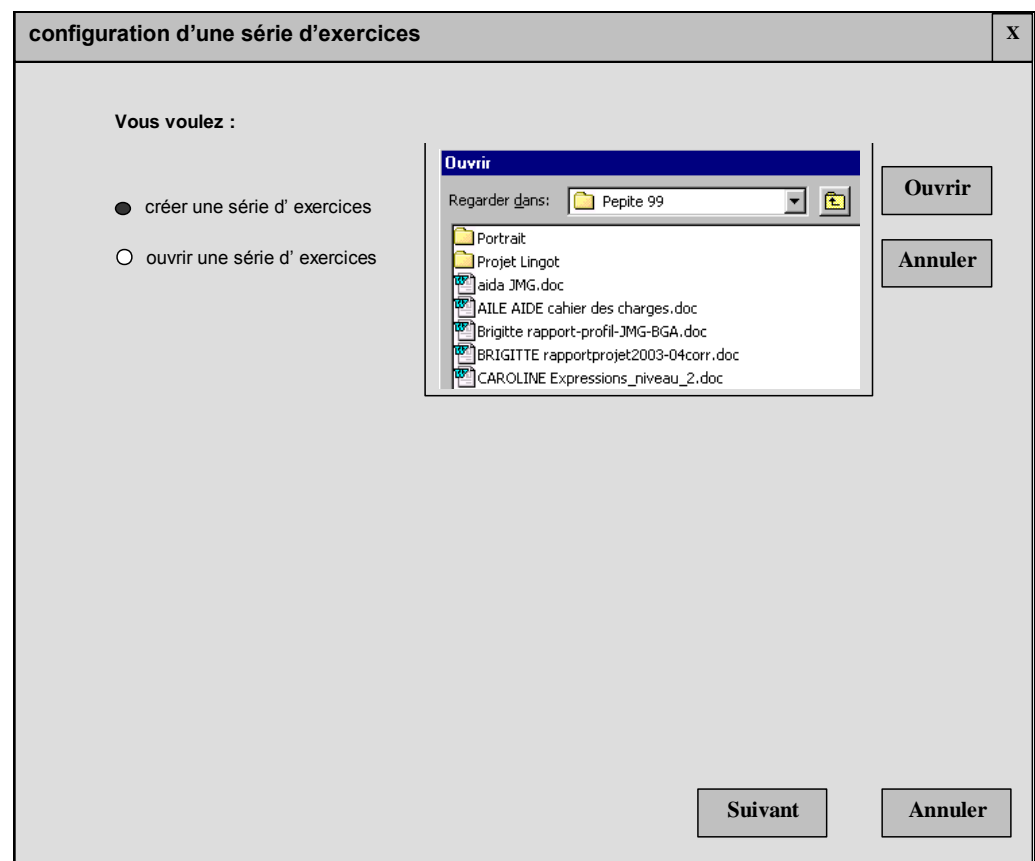 configuration d’une série d’exercices
X
Vous voulez :
créer une série d’ exercices
ouvrir une série d’ exercices
Ouvrir
Regarder dans:
Pepite 99
Portrait
Projet Lingot
aida JMG.doc
AILE AIDE cahier des charges.doc
Brigitte rapport-profil-JMG-BGA.doc
BRIGITTE rapportprojet2003-04corr.doc
CAROLINE Expressions_niveau_2.doc
Ouvrir
Annuler
Suivant
Annuler